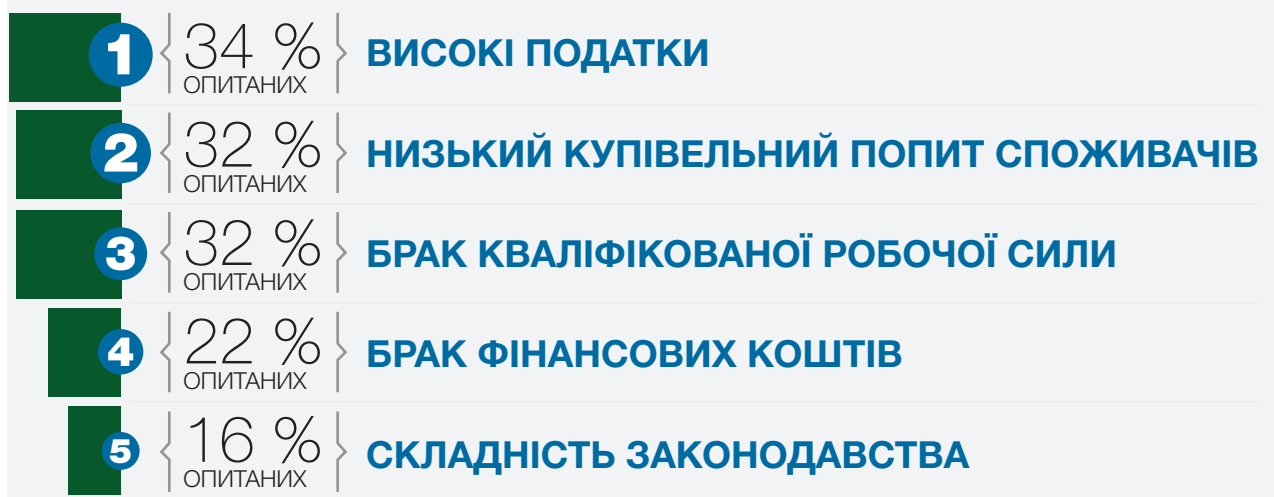 1 34 % ВИСОКІ ПОДАТКИ
ОПИТАНИХ
2 32 % НИЗЬКИЙ КУПІВЕЛЬНИЙ ПОПИТ СПОЖИВАЧІВ
ОПИТАНИХ
3 32 % БРАК КВАЛІФІКОВАНОЇ РОБОЧОЇ СИЛИ
ОПИТАНИХ
4 22 % БРАК ФІНАНСОВИХ КОШТІВ
ОПИТАНИХ
5 16 % СКЛАДНІСТЬ ЗАКОНОДАВСТВА
ОПИТАНИХ